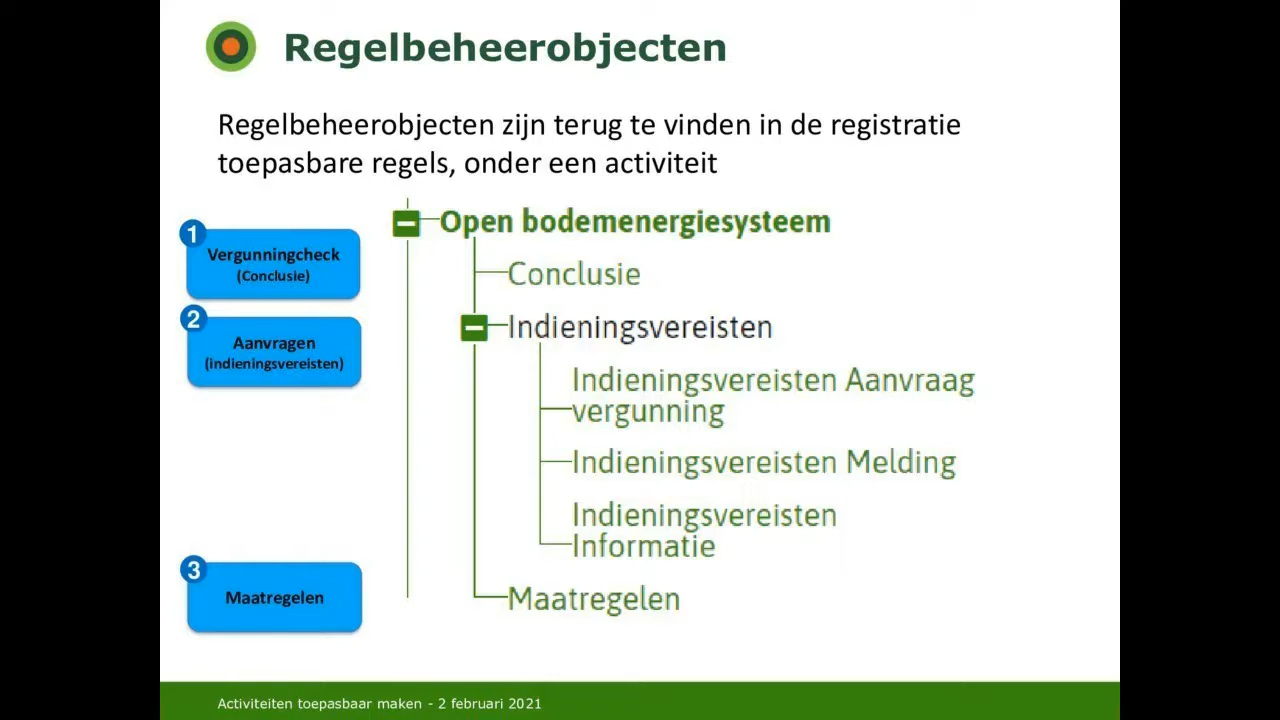 Regelbeheerobjecten
Regelbeheerobjecten zijn terug te vinden in de registratie
toepasbare regels, onder een activiteit
1
Vergunningcheck
(Conclusie)
2
Aanvragen
(indieningsvereisten)
3
Maatregelen
Open bodemenergiesysteem
Conclusie
Indieningsvereisten
Indieningsvereisten Aanvraag
vergunning
Indieningsvereisten Melding
Indieningsvereisten
Informatie
Maatregelen
Activiteiten toepasbaar maken - 2 februari 2021